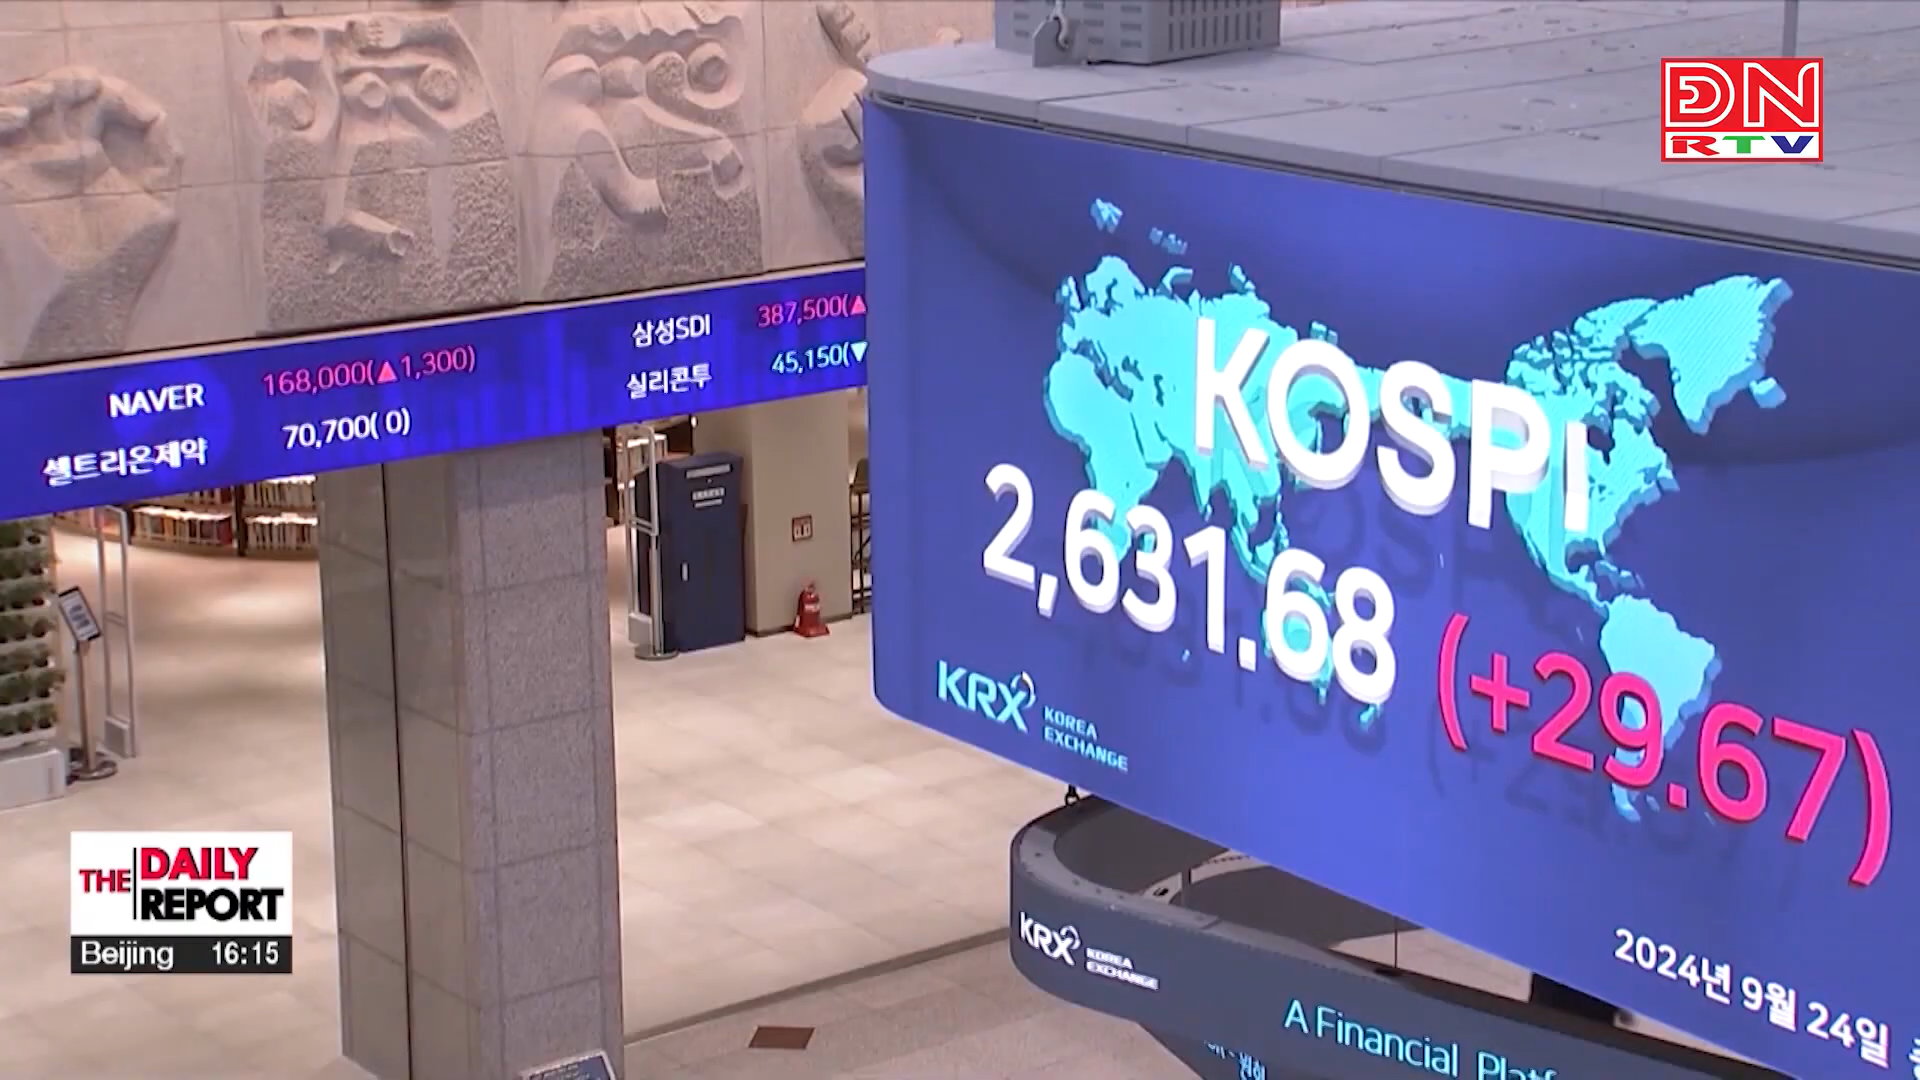 DN
RTV
NAVER 168,000(▲1,300)
셀트리온제약 70,700( 0)
삼성SDI 387,500(▲
실리콘투 45,150(▼
KOSPI
2,631.68 (+29.67)
KRX KOREA
EXCHANGE
2024년 9월 24일
KRX KOREA
EXCHANGE
A Financial Platf
THE DAILY
REPORT
Beijing 16:15